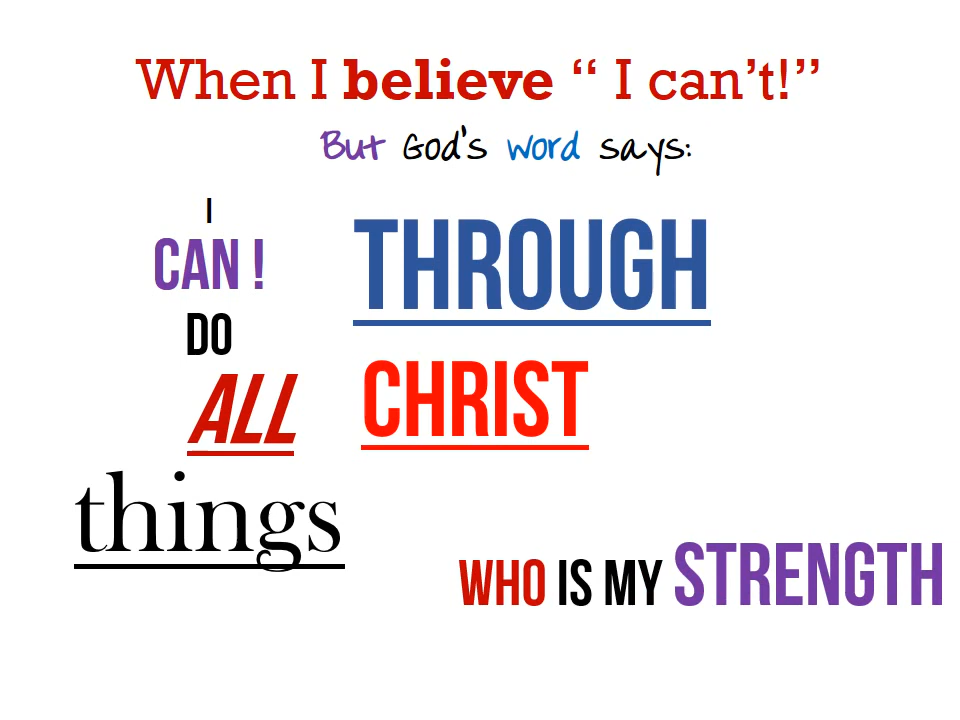 When I believe “ I can’t!”
But God's word says:
I
CAN !
DO
ALL
things
THROUGH
CHRIST
WHO IS MY STRENGTH